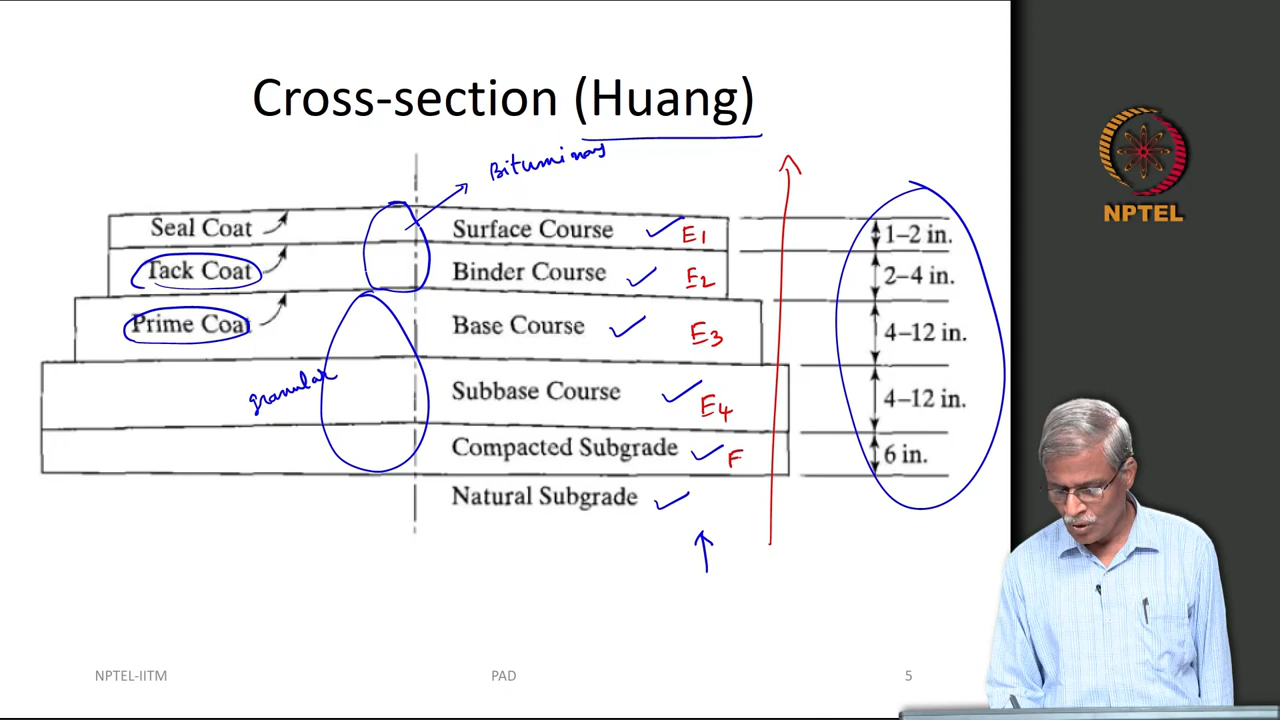 Cross-section (Huang)
Bituminous
NPTEL
Seal Coat
Surface Course E1
1–2 in.
Tack Coat
Binder Course E2
2–4 in.
Prime Coat
Base Course E3
4–12 in.
granular
Subbase Course E4
4–12 in.
Compacted Subgrade F
6 in.
Natural Subgrade
NPTEL-IITM
PAD
5